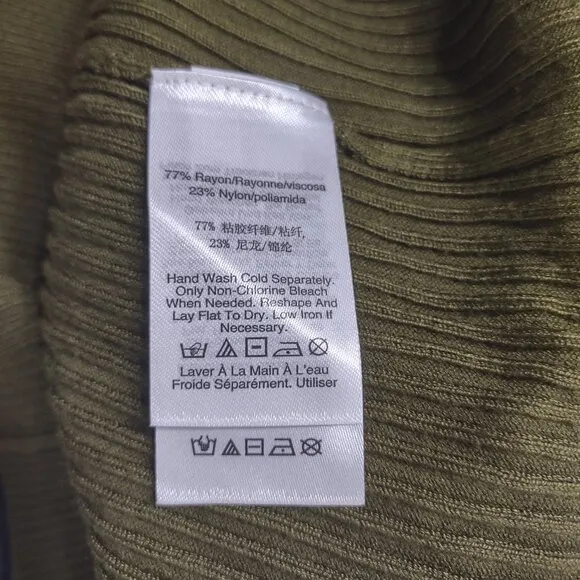 77% Rayon/Rayonne/viscosa
23% Nylon/poliamida
77% 粘胶纤维/粘纤,
23% 尼龙/锦纶
Hand Wash Cold Separately.
Only Non-Chlorine Bleach
When Needed. Reshape And
Lay Flat To Dry. Low Iron If
Necessary.
Laver À La Main À L'eau
Froide Séparément. Utiliser